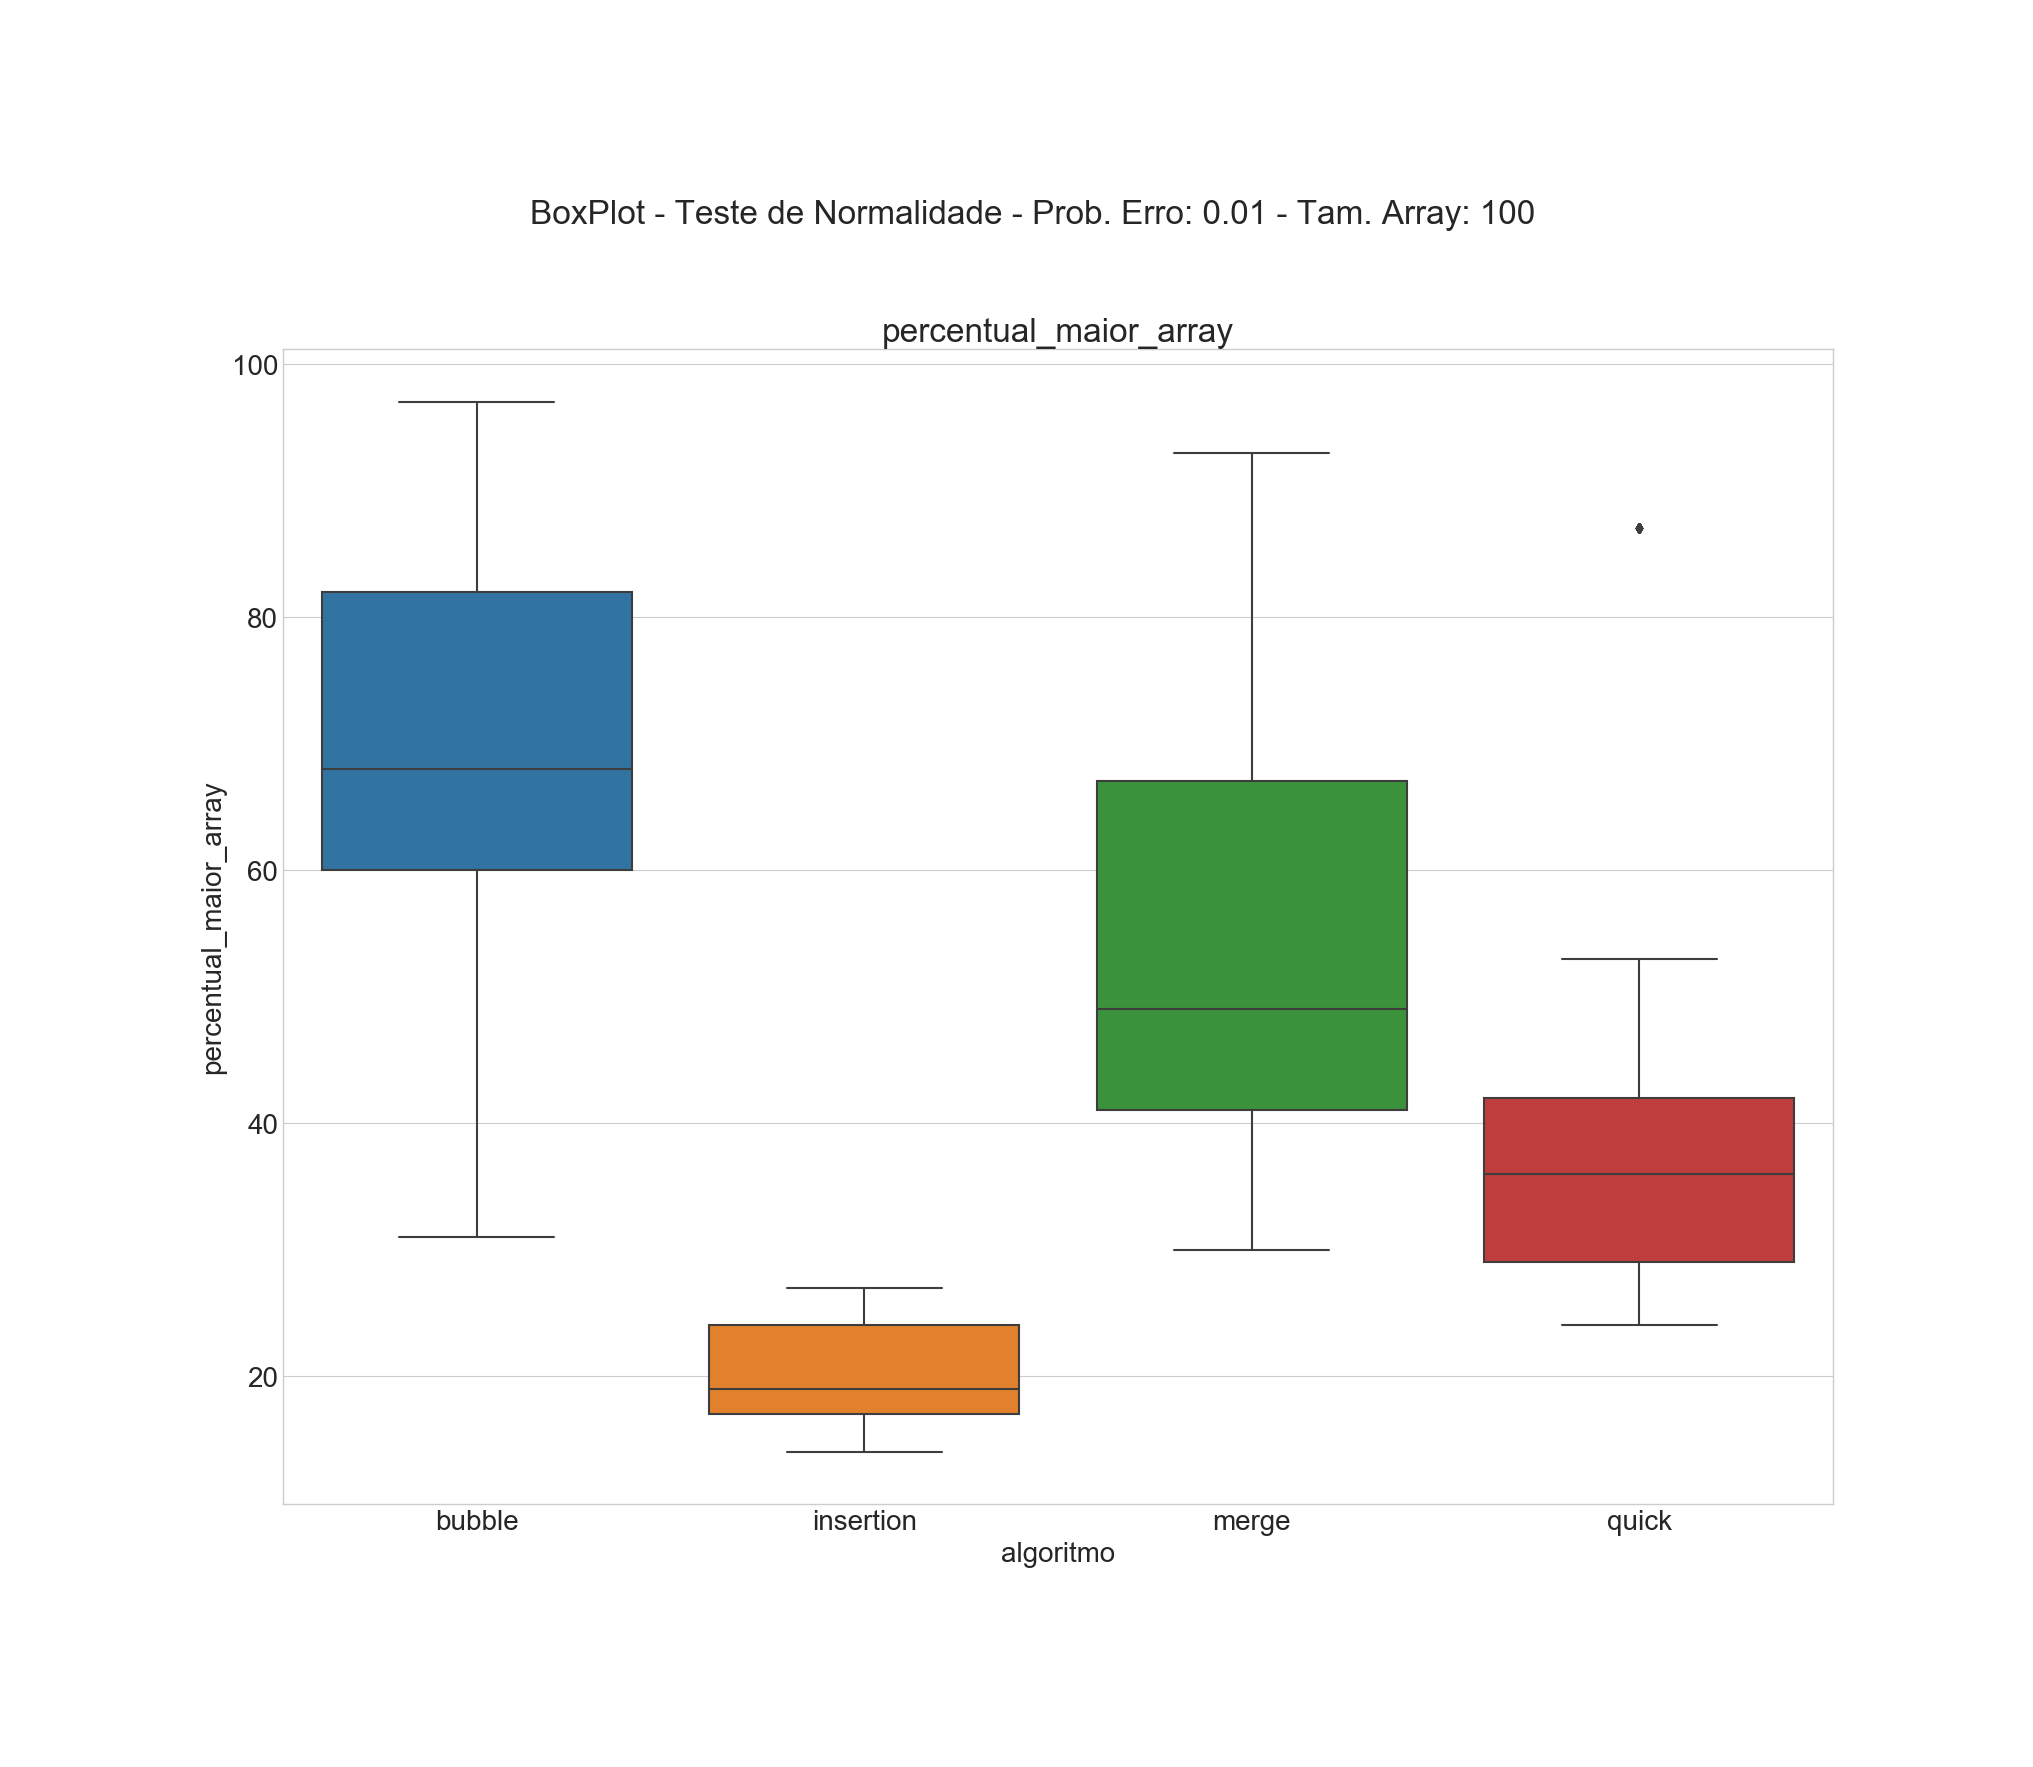 BoxPlot - Teste de Normalidade - Prob. Erro: 0.01 - Tam. Array: 100
percentual_maior_array
100
80
60
40
20
percentual_maior_array
bubble insertion merge quick
algoritmo